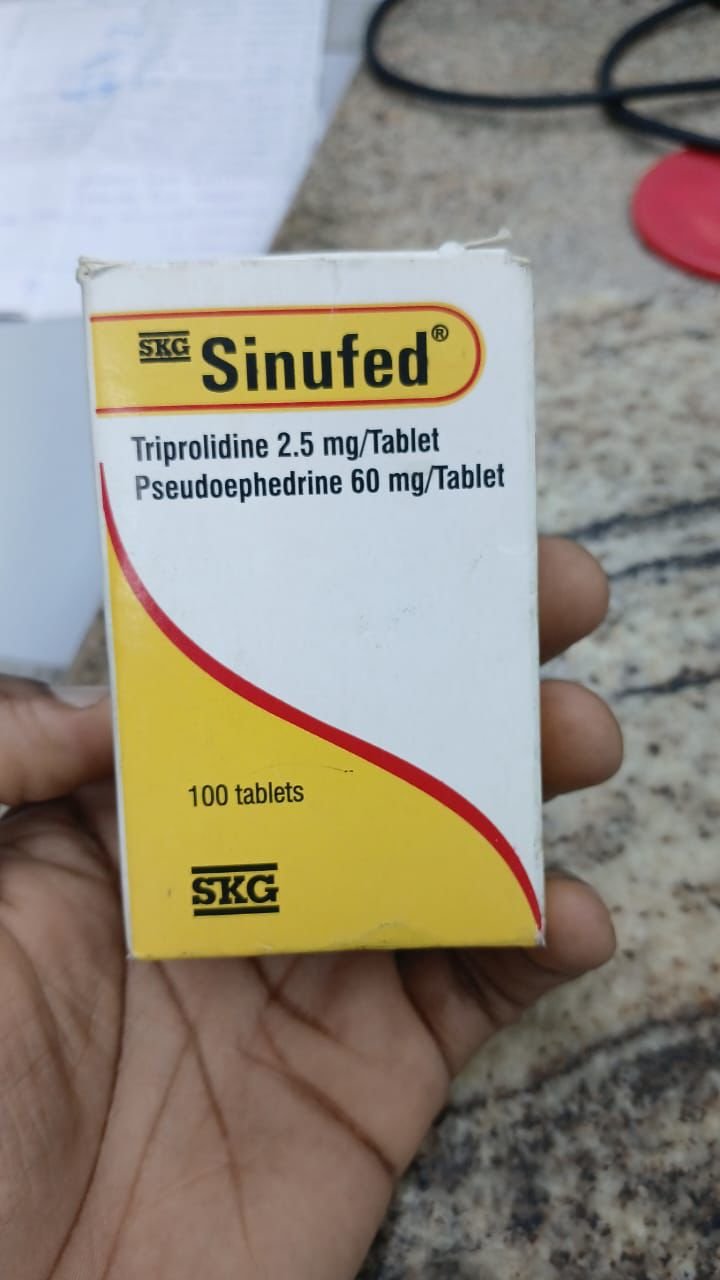 SKG Sinufed®
Triprolidine 2.5 mg/Tablet
Pseudoephedrine 60 mg/Tablet
100 tablets
SKG